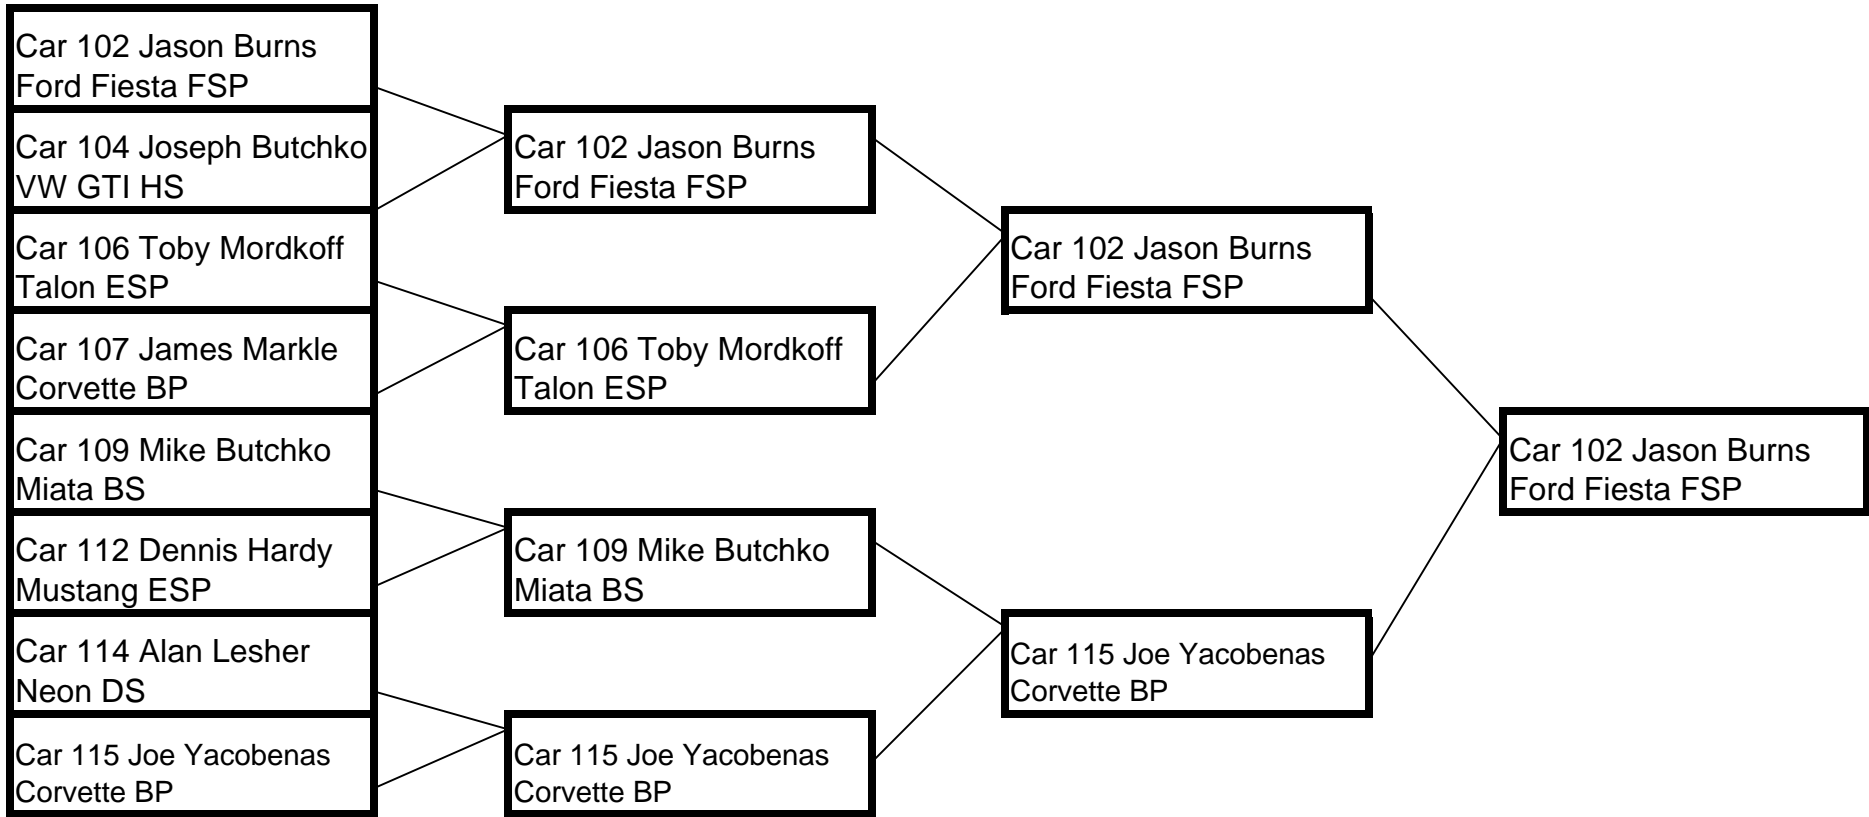 Car 102 Jason Burns
Ford Fiesta FSP
Car 104 Joseph Butchko
VW GTI HS
Car 106 Toby Mordkoff
Talon ESP
Car 107 James Markle
Corvette BP
Car 109 Mike Butchko
Miata BS
Car 112 Dennis Hardy
Mustang ESP
Car 114 Alan Lesher
Neon DS
Car 115 Joe Yacobenas
Corvette BP
Car 102 Jason Burns
Ford Fiesta FSP
Car 106 Toby Mordkoff
Talon ESP
Car 109 Mike Butchko
Miata BS
Car 115 Joe Yacobenas
Corvette BP
Car 102 Jason Burns
Ford Fiesta FSP
Car 115 Joe Yacobenas
Corvette BP
Car 102 Jason Burns
Ford Fiesta FSP